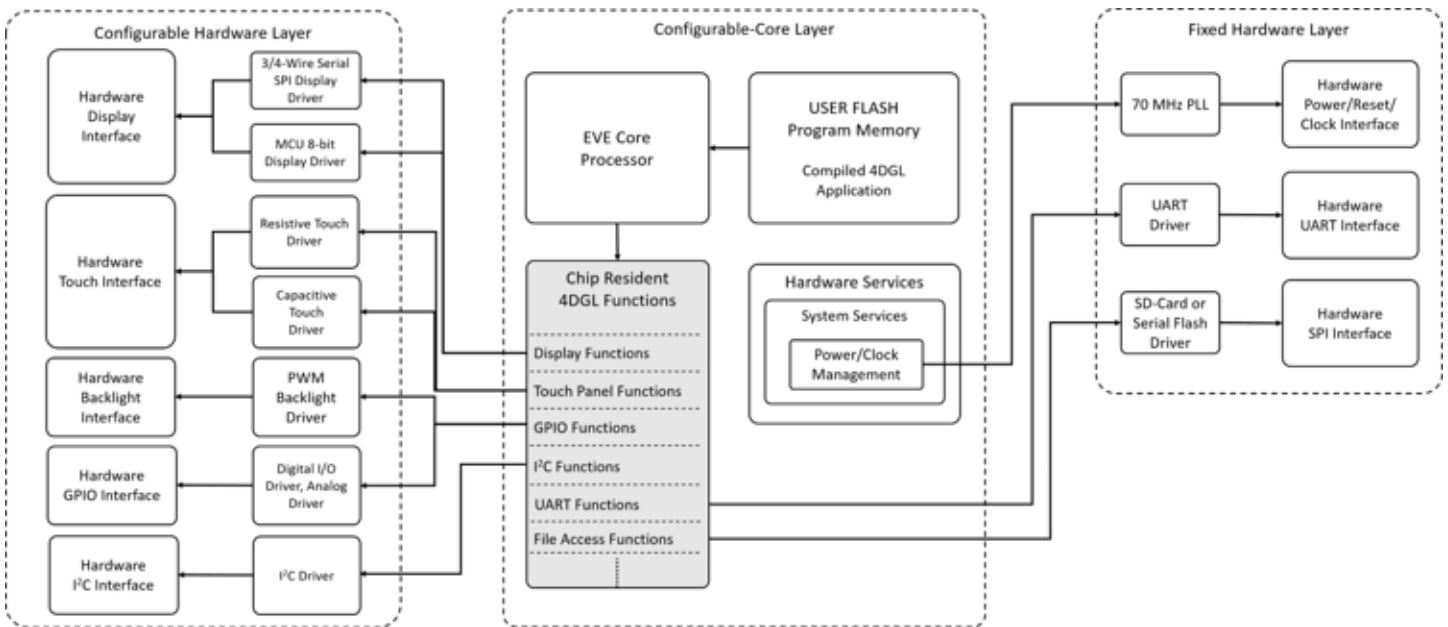 Configurable Hardware Layer
Hardware
Display
Interface
3/4-Wire Serial
SPI Display
Driver
MCU 8-bit
Display Driver
Hardware
Touch Interface
Resistive Touch
Driver
Capacitive
Touch
Driver
Hardware
Backlight
Interface
PWM
Backlight
Driver
Hardware
GPIO Interface
Digital I/O
Driver, Analog
Driver
Hardware
I²C Interface
I²C Driver
Configurable-Core Layer
EVE Core
Processor
USER FLASH
Program Memory
Compiled 4DGL
Application
Chip Resident
4DGL Functions
Display Functions
Touch Panel Functions
GPIO Functions
I²C Functions
UART Functions
File Access Functions
Hardware Services
System Services
Power/Clock
Management
Fixed Hardware Layer
70 MHz PLL
Hardware
Power/Reset/
Clock Interface
UART
Driver
Hardware
UART Interface
SD-Card or
Serial Flash
Driver
Hardware
SPI Interface